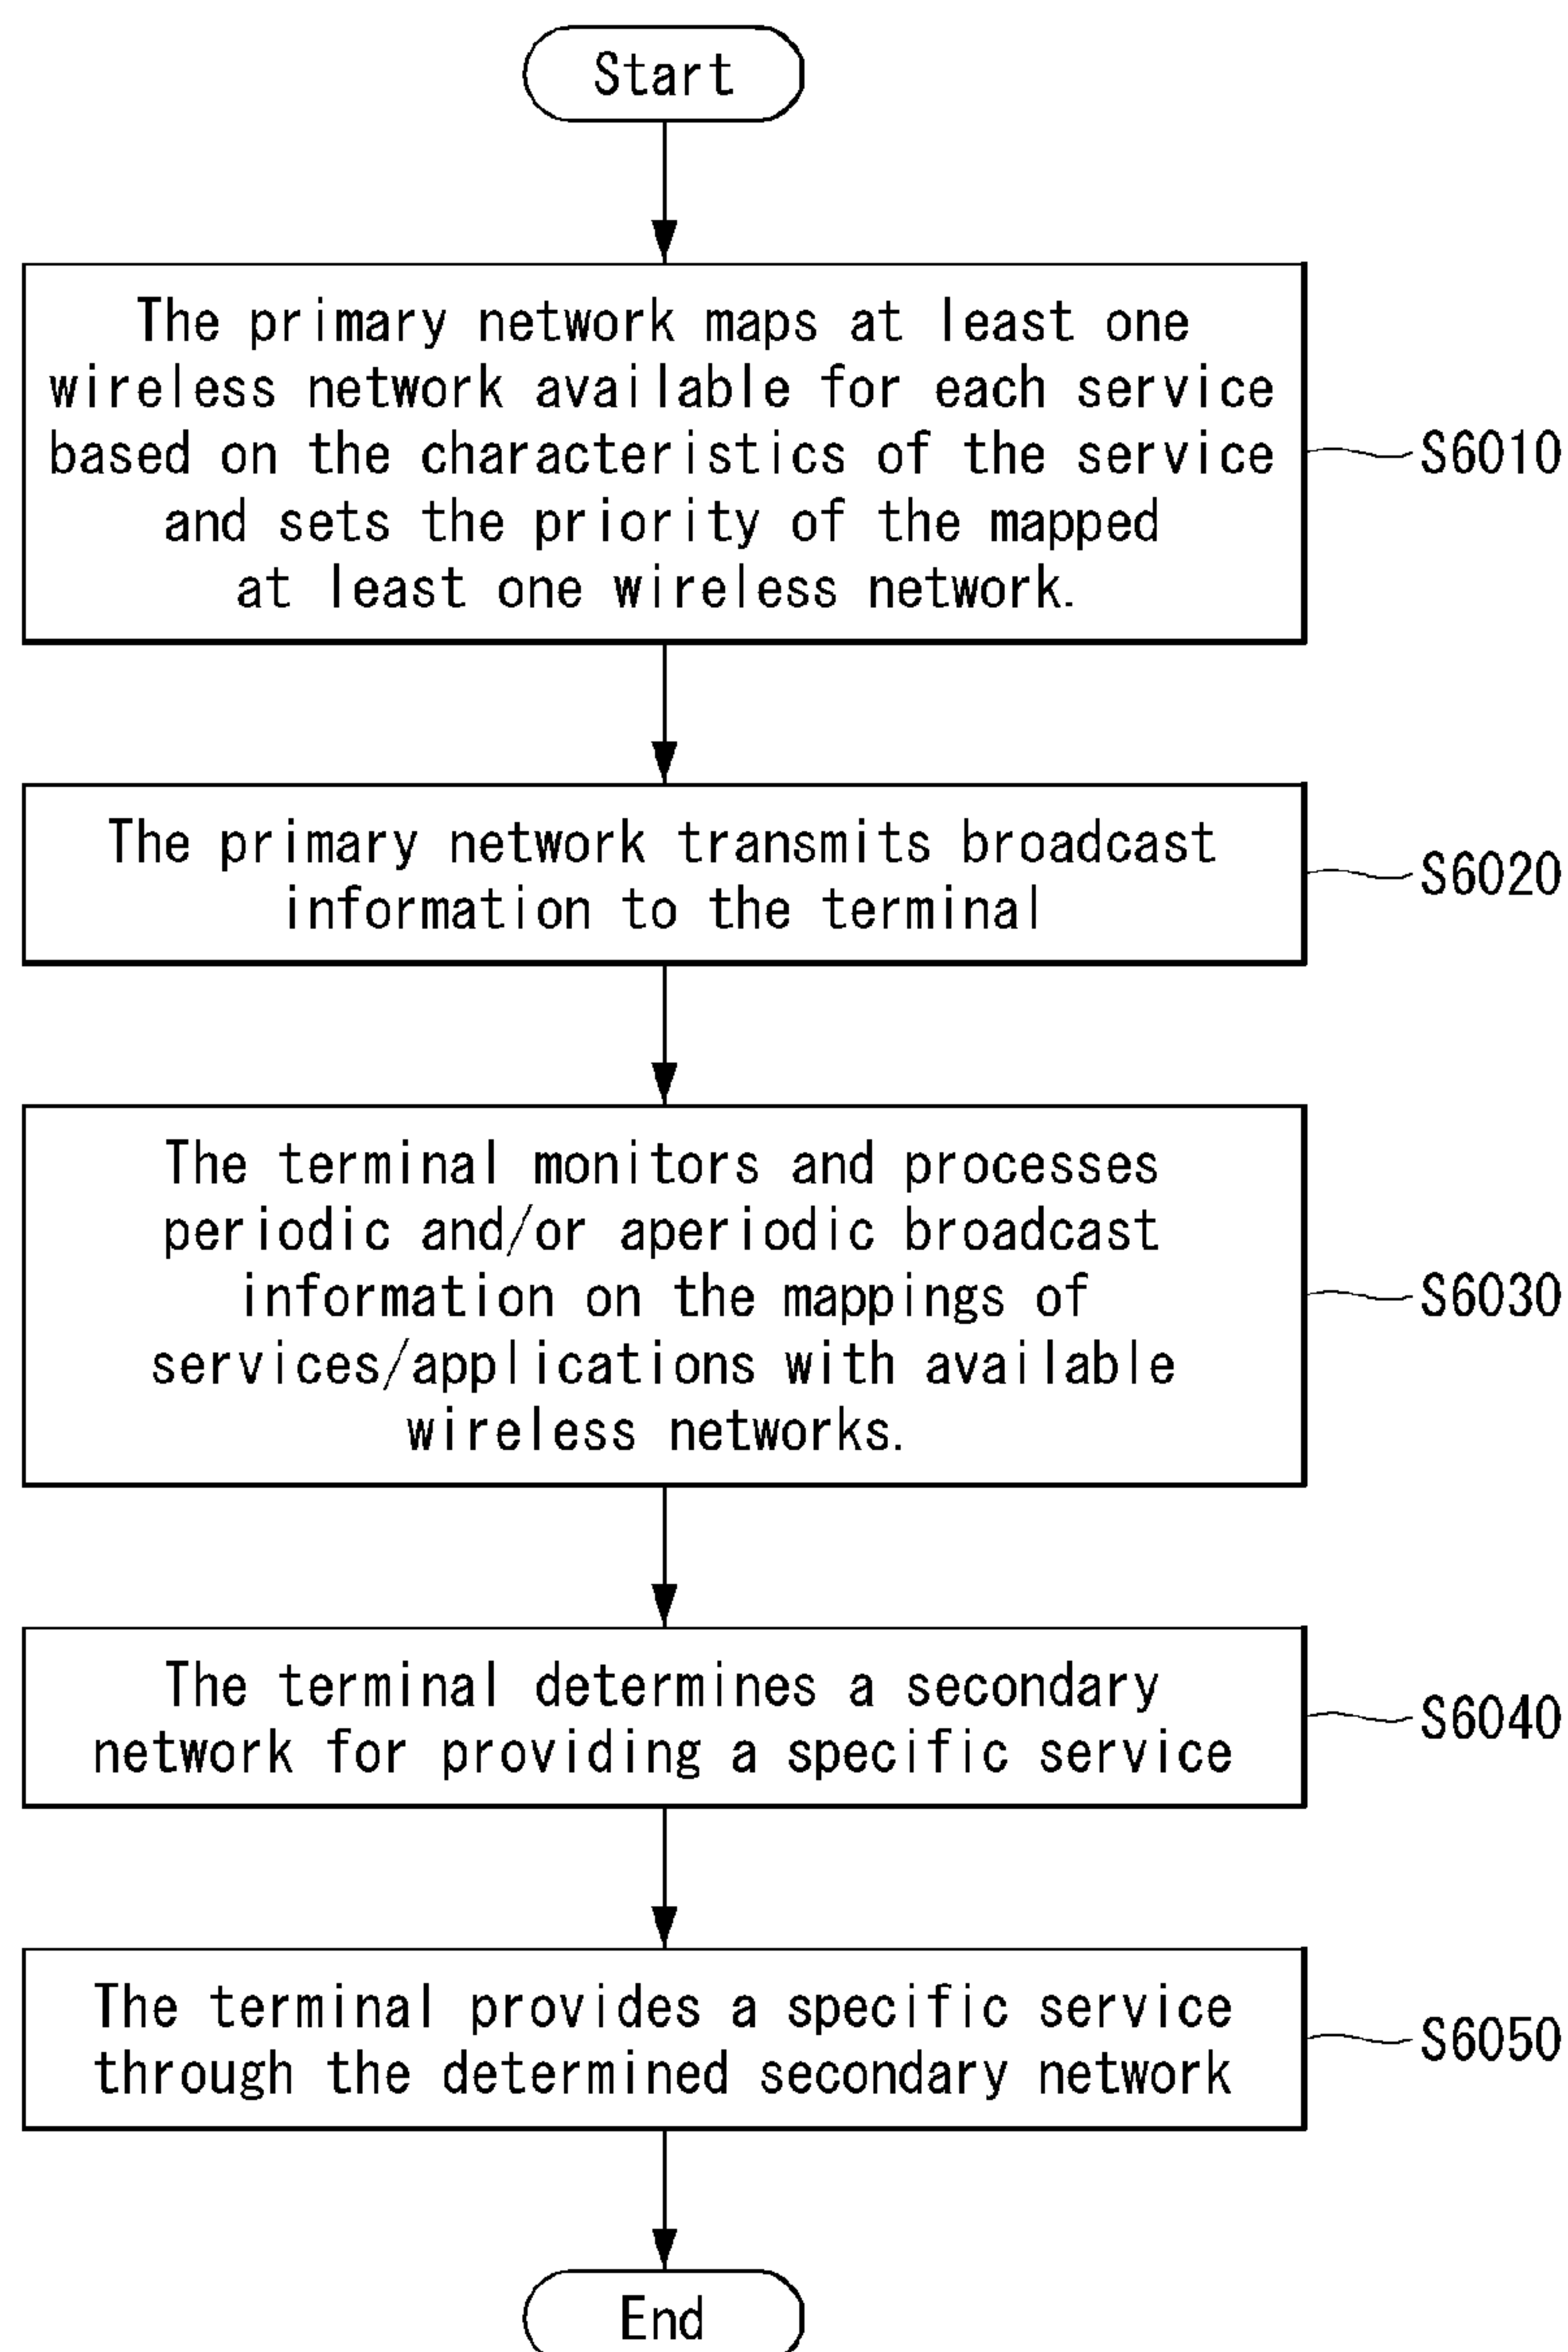 Start
The primary network maps at least one
wireless network available for each service
based on the characteristics of the service
and sets the priority of the mapped
at least one wireless network.
S6010
The primary network transmits broadcast
information to the terminal
S6020
The terminal monitors and processes
periodic and/or aperiodic broadcast
information on the mappings of
services/applications with available
wireless networks.
S6030
The terminal determines a secondary
network for providing a specific service
S6040
The terminal provides a specific service
through the determined secondary network
S6050
End